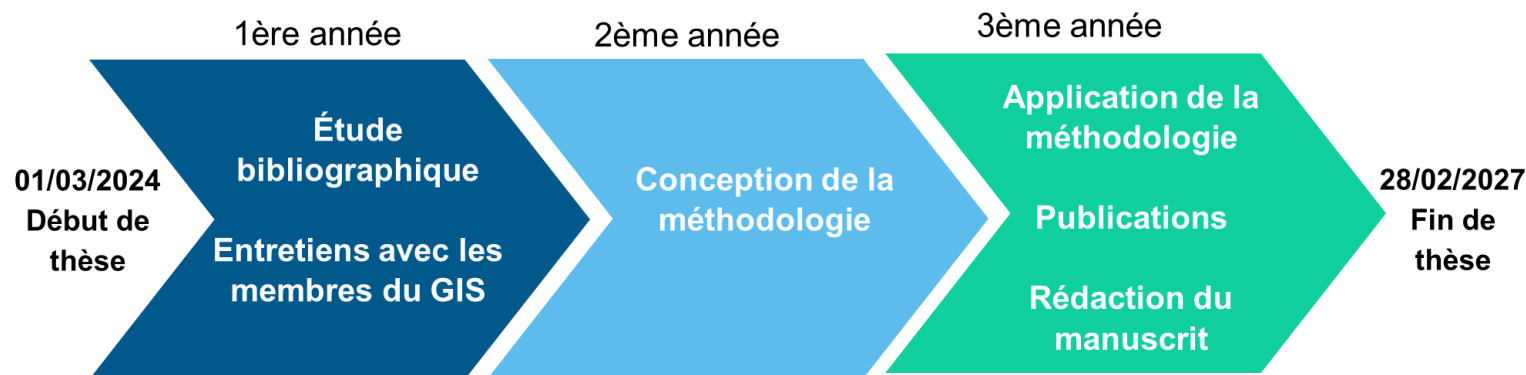 1ère année
2ème année
3ème année
01/03/2024
Début de
thèse
Étude
bibliographique
Entretiens avec les
membres du GIS
Conception de la
méthodologie
Application de la
méthodologie
Publications
Rédaction du
manuscrit
28/02/2027
Fin de
thèse